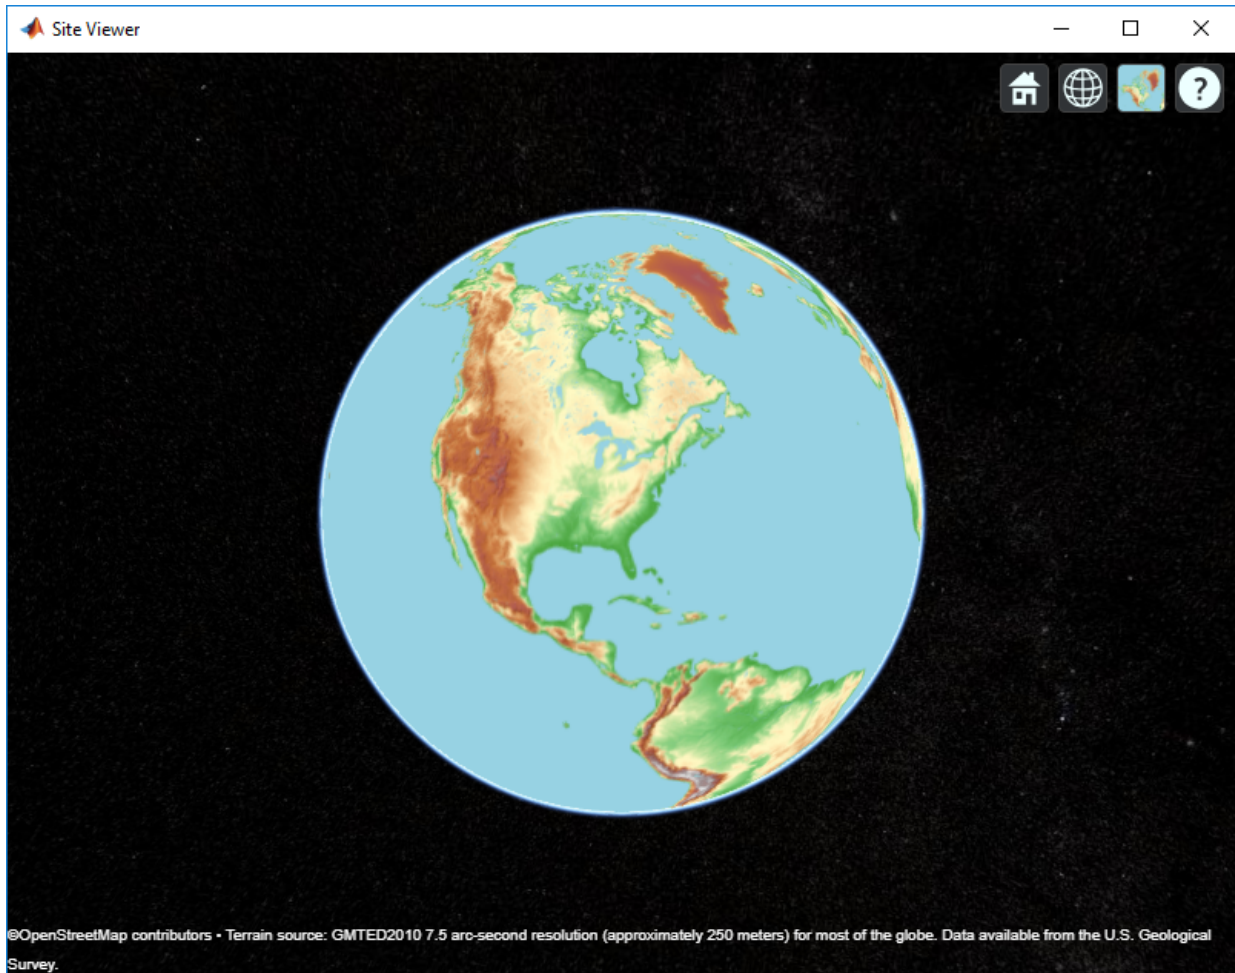 Site Viewer
?
©OpenStreetMap contributors • Terrain source: GMTED2010 7.5 arc-second resolution (approximately 250 meters) for most of the globe. Data available from the U.S. Geological
Survey.